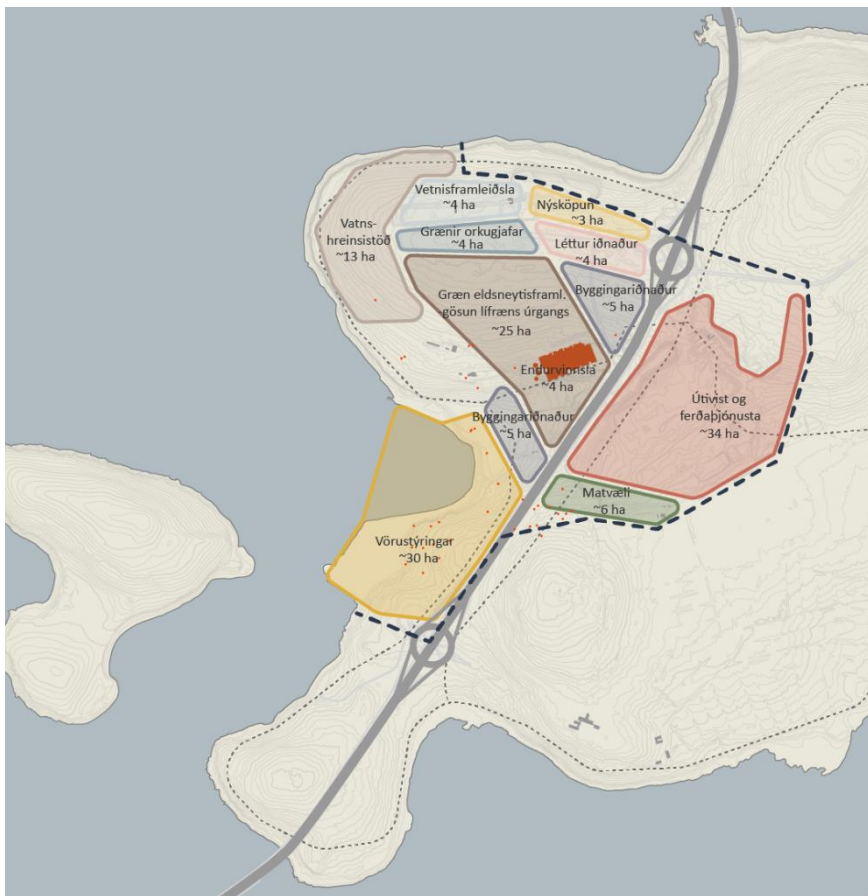 Vetnisframleiðsla
~4 ha
Nýsköpun
~3 ha
Vatns-
hreinsistöð
~13 ha
Grænir orkugjafar
~4 ha
Léttur iðnaður
~4 ha
Græn eldsneytisframl.
gösun lífræns úrgangs
~25 ha
Byggingariðnaður
~5 ha
Endurvinnsla
~4 ha
Útivist og
ferðaþjónusta
~34 ha
Byggingariðnaður
~5 ha
Matvæli
~6 ha
Vörustýringar
~30 ha